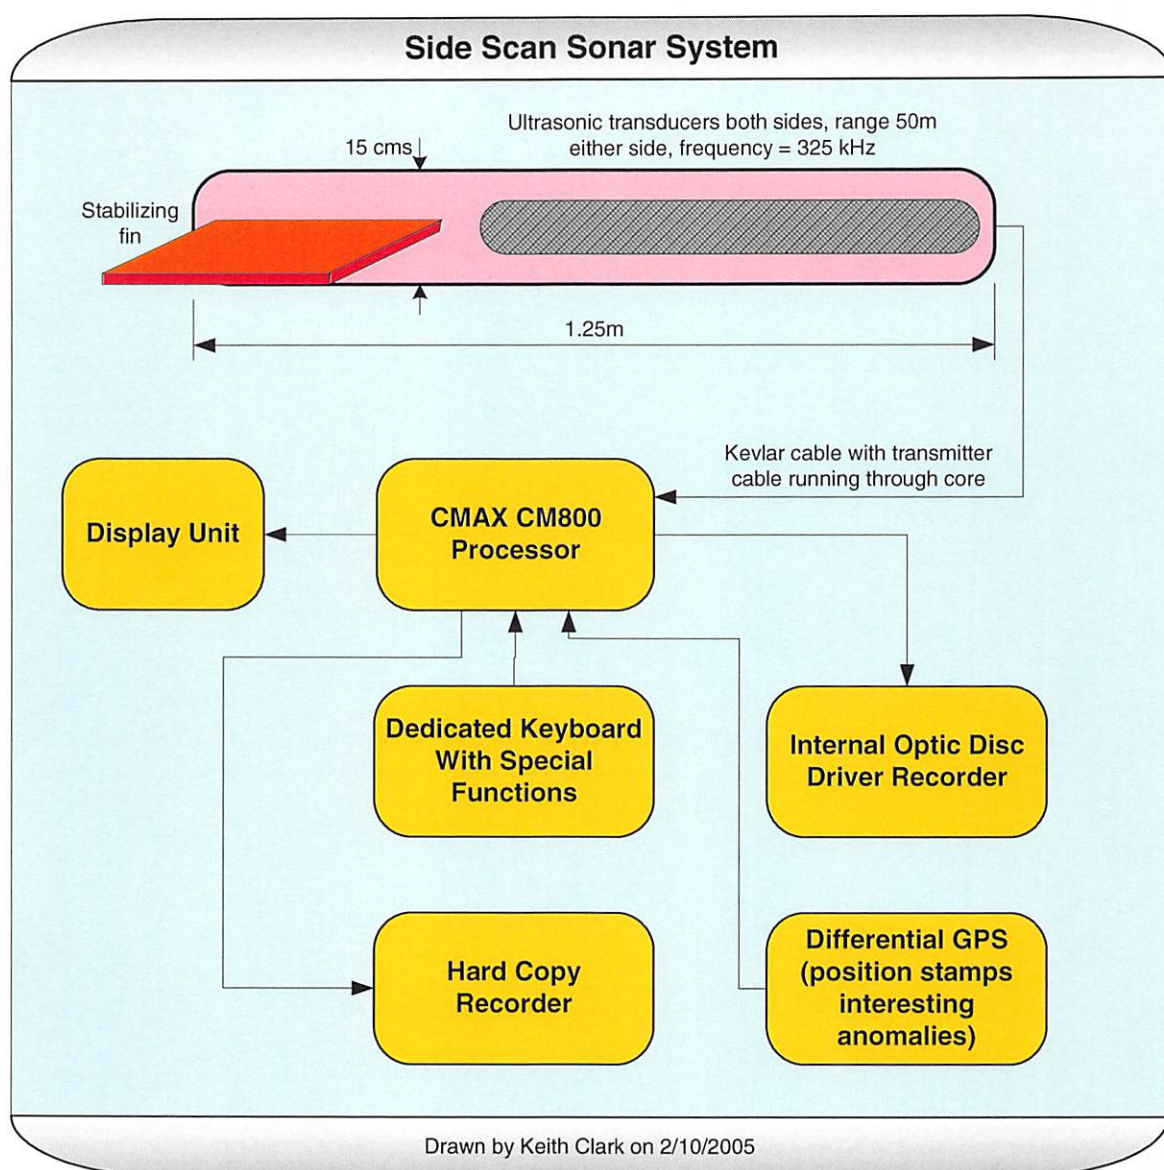 Side Scan Sonar System
Ultrasonic transducers both sides, range 50m
either side, frequency = 325 kHz
15 cms
Stabilizing
fin
1.25m
Kevlar cable with transmitter
cable running through core
Display Unit
CMAX CM800
Processor
Dedicated Keyboard
With Special
Functions
Internal Optic Disc
Driver Recorder
Hard Copy
Recorder
Differential GPS
(position stamps
interesting
anomalies)
Drawn by Keith Clark on 2/10/2005